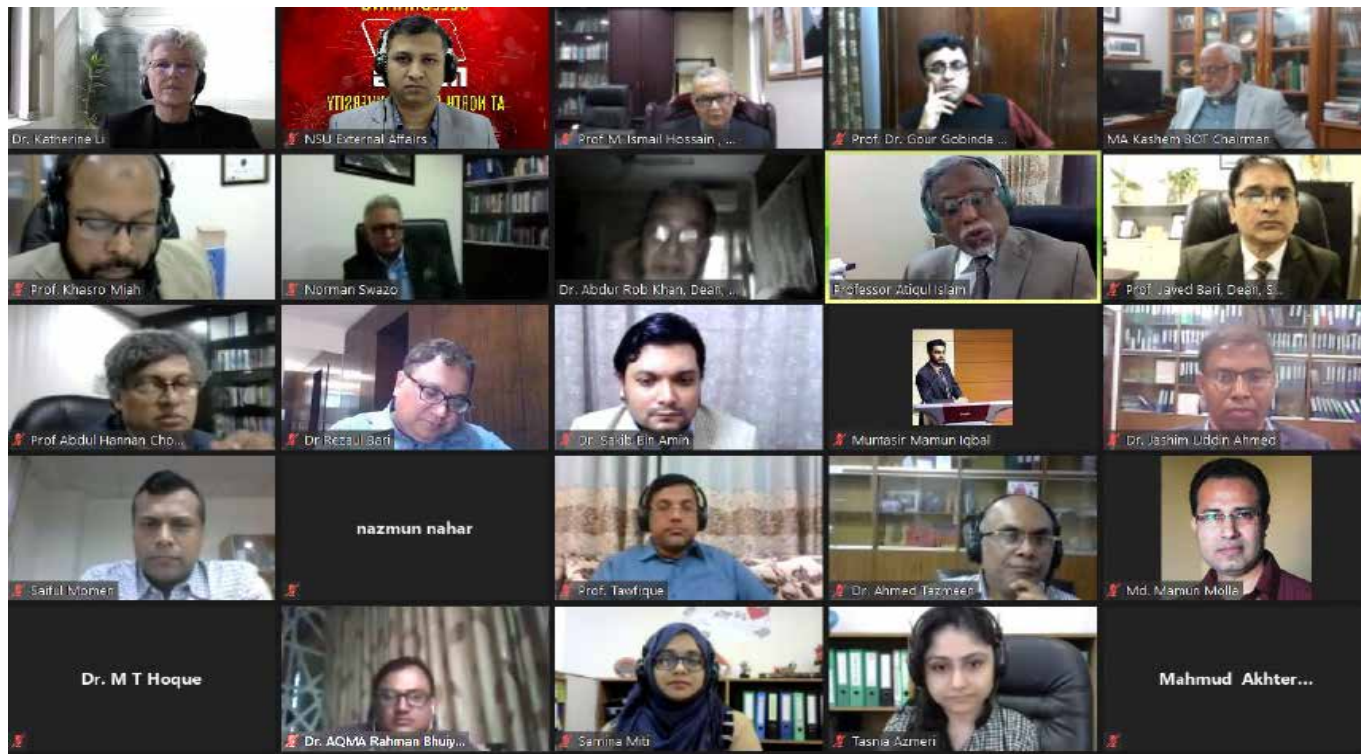 Dr. Katherine Li
AT NORTH
NSU External Affairs
Prof M. Ismail Hossain , ...
Prof. Dr. Gour Gobinda ...
MA Kashem BOT Chairman
Prof. Khasro Miah
Norman Swazo
Dr. Abdur Rob Khan, Dean, ...
Professor Atiqul Islam
Prof. Javed Bari, Dean, S...
Prof Abdul Hannan Cho...
Dr Rezaul Bari
Dr. Sakib Bin Amin
Muntasir Mamun Iqbal
Dr. Jashim Uddin Ahmed
Saiful Momen
nazmun nahar
Prof. Tawfique
Dr. Ahmed Tazmeen
Md. Mamun Molla
Dr. M T Hoque
Dr. AQMA Rahman Bhuiy...
Samina Miti
Tasnia Azmeri
Mahmud Akhter...